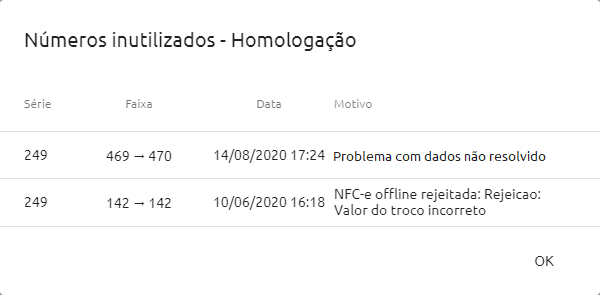 Números inutilizados - Homologação
Série Faixa Data Motivo
249 469 → 470 14/08/2020 17:24 Problema com dados não resolvido
249 142 → 142 10/06/2020 16:18 NFC-e offline rejeitada: Rejeicao:
Valor do troco incorreto
OK